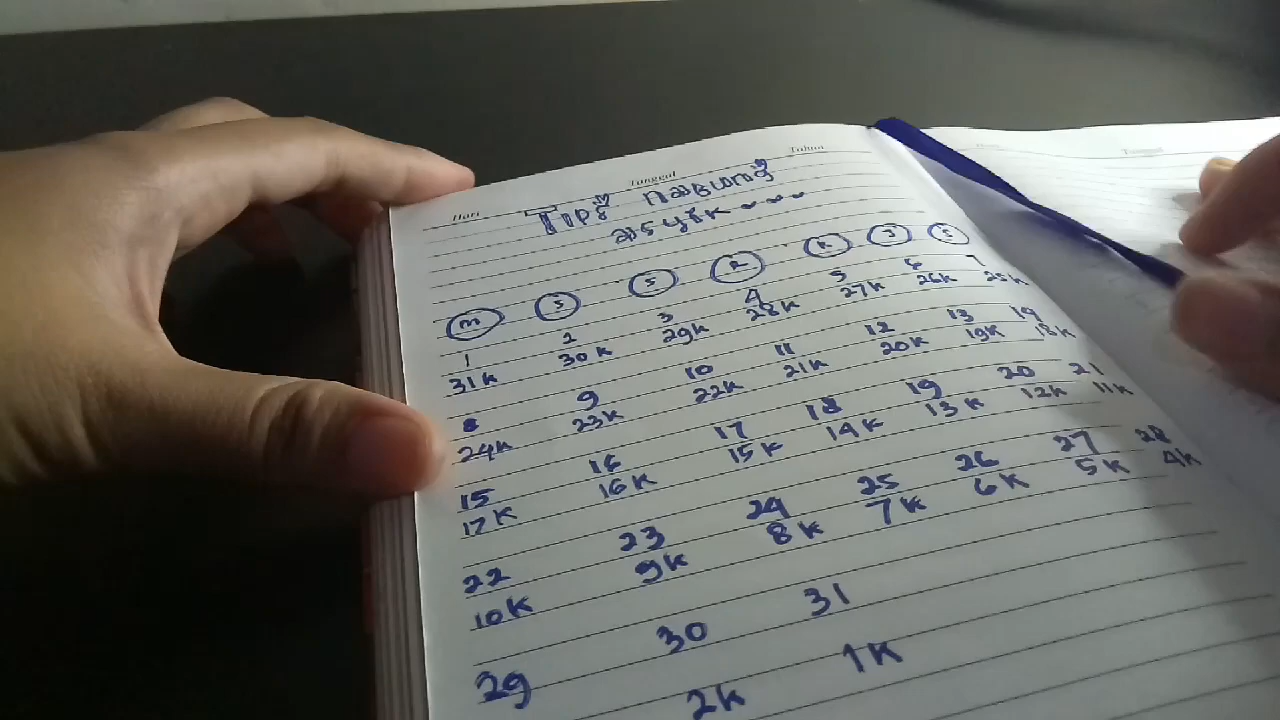 Hari Tanggal Tahun
Tips
M S S R K J S
1 2 3 4 5 6 7
31K 30K 29K 28K 27K 26K 25K
8 9 10 11 12 13 14
24K 23K 22K 21K 20K 19K 18K
15 16 17 18 19 20 21
17K 16K 15K 14K 13K 12K 11K
22 23 24 25 26 27 28
10K 9K 8K 7K 6K 5K 4K
29 30 31
2K 1K